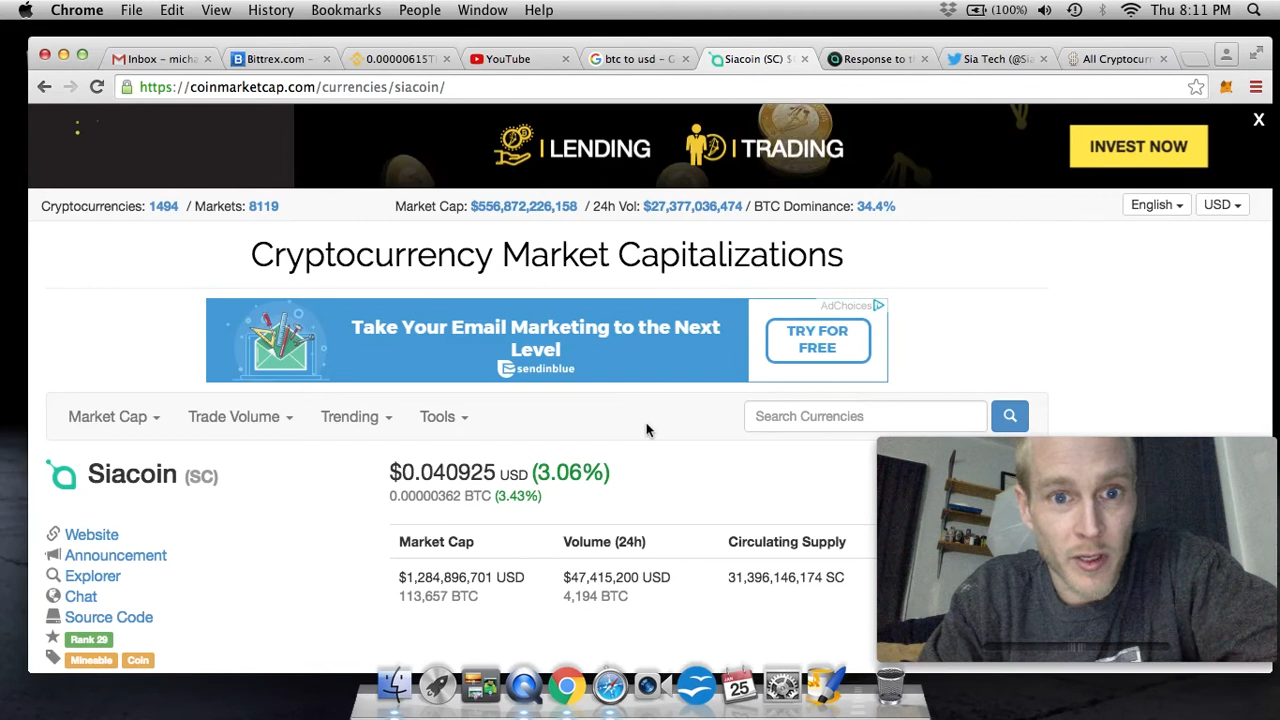 Chrome File Edit View History Bookmarks People Window Help (100%) Thu 8:11 PM
Inbox - micha × Bittrex.com – × 0.00000615T × YouTube × btc to usd - G × Siacoin (SC) $ × Response to t × Sia Tech (@Sia × All Cryptocurr ×
https://coinmarketcap.com/currencies/siacoin/
| LENDING | TRADING INVEST NOW X
Cryptocurrencies: 1494 / Markets: 8119 Market Cap: $556,872,226,158 / 24h Vol: $27,377,036,474 / BTC Dominance: 34.4% English USD
Cryptocurrency Market Capitalizations
AdChoices
Take Your Email Marketing to the Next
Level
sendinblue
TRY FOR
FREE
Market Cap Trade Volume Trending Tools Search Currencies
Siacoin (SC) $0.040925 USD (3.06%)
0.00000362 BTC (3.43%)
Website
Announcement
Explorer
Chat
Source Code
Rank 29
Mineable Coin
Market Cap Volume (24h) Circulating Supply
$1,284,896,701 USD $47,415,200 USD 31,396,146,174 SC
113,657 BTC 4,194 BTC
JAN
25